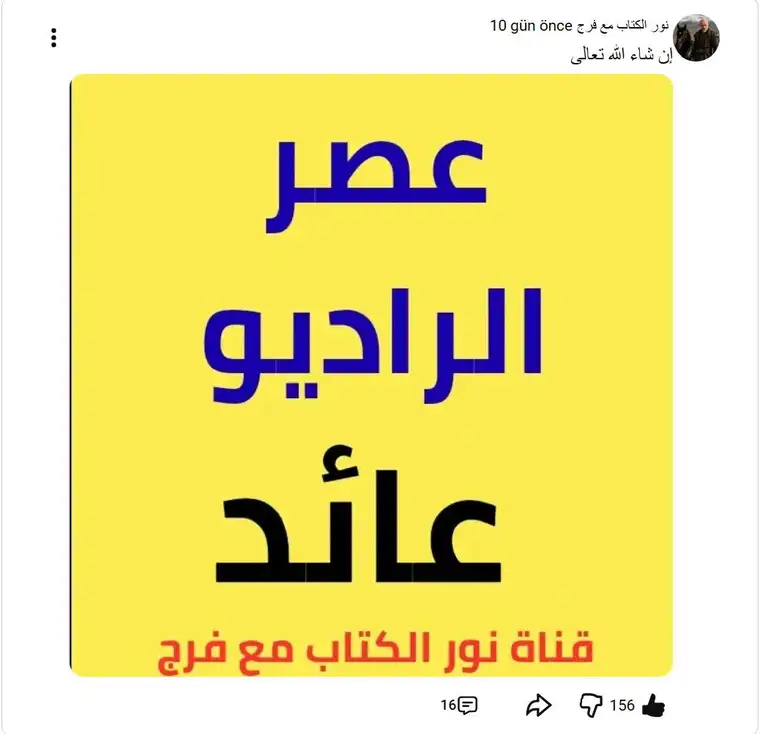 نور الكتاب مع فرج 10 gün önce
إن شاء الله تعالى
عصر
الراديو
عائد
قناة نور الكتاب مع فرج
156
16